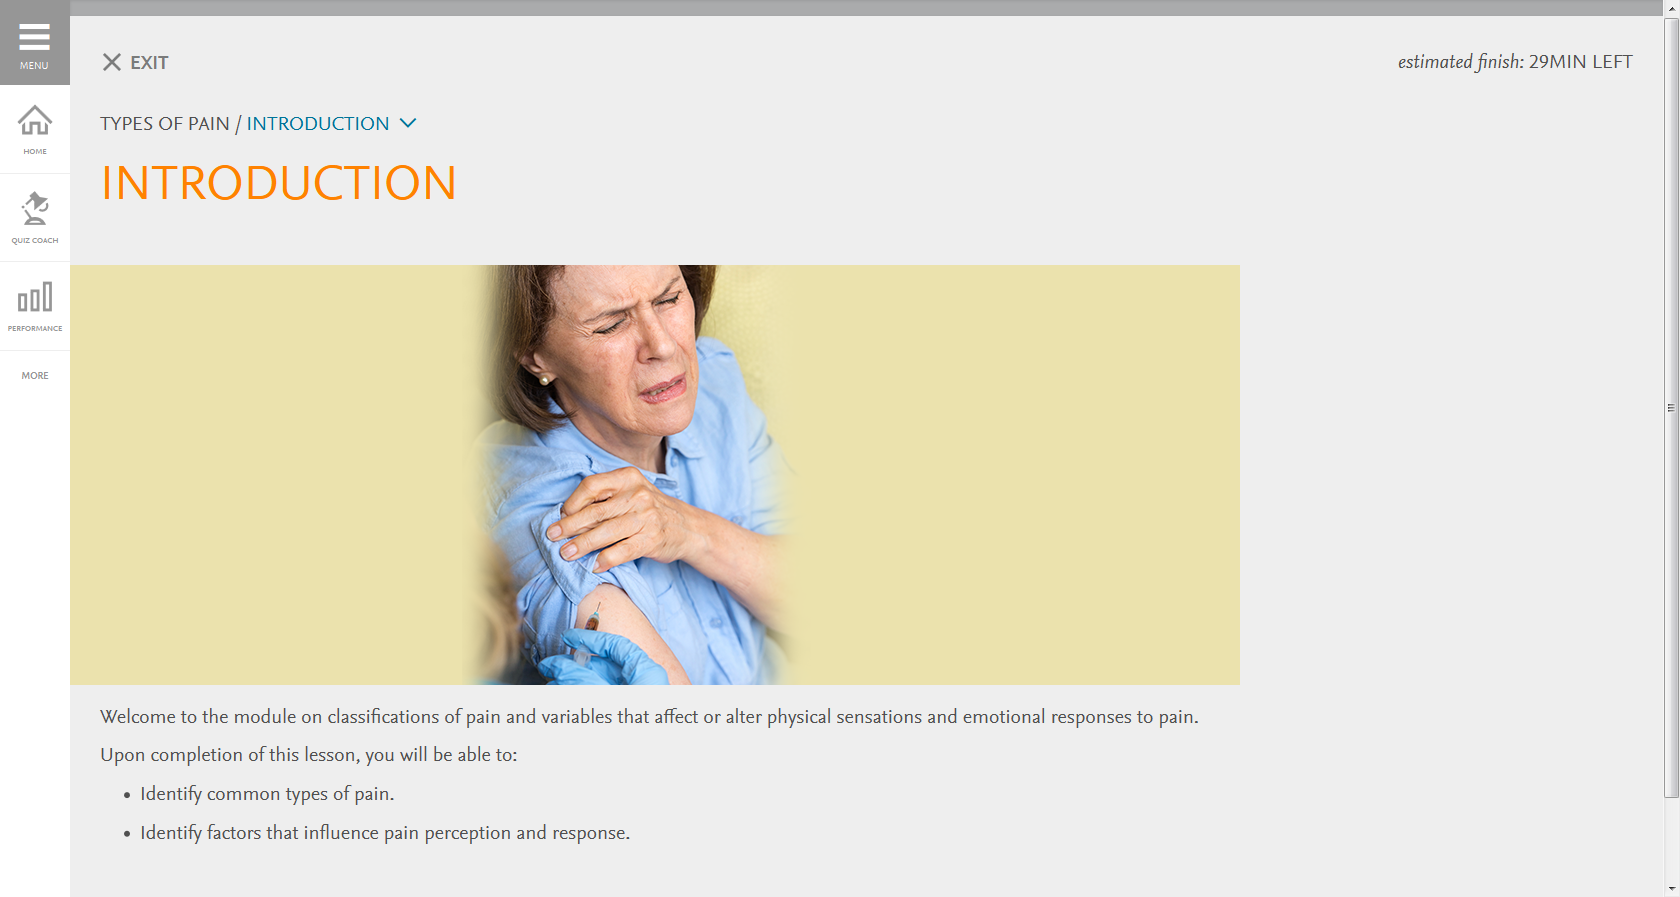 MENU
HOME
QUIZ COACH
PERFORMANCE
MORE
EXIT
estimated finish: 29MIN LEFT
TYPES OF PAIN / INTRODUCTION
INTRODUCTION
Welcome to the module on classifications of pain and variables that affect or alter physical sensations and emotional responses to pain.
Upon completion of this lesson, you will be able to:
• Identify common types of pain.
• Identify factors that influence pain perception and response.